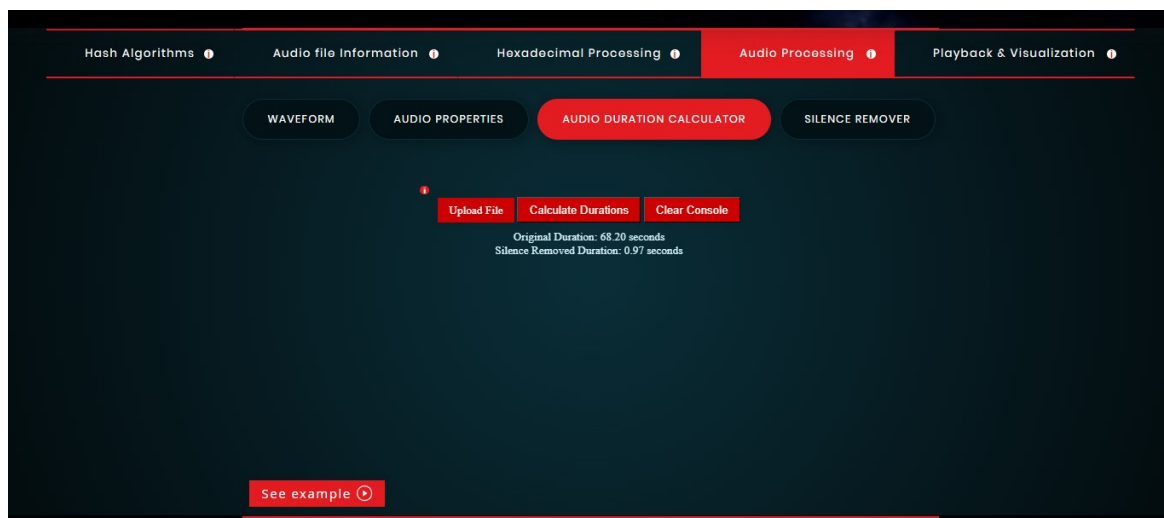 Hash Algorithms
Audio file Information
Hexadecimal Processing
Audio Processing
Playback & Visualization
WAVEFORM
AUDIO PROPERTIES
AUDIO DURATION CALCULATOR
SILENCE REMOVER
Upload File
Calculate Durations
Clear Console
Original Duration: 68.20 seconds
Silence Removed Duration: 0.97 seconds
See example